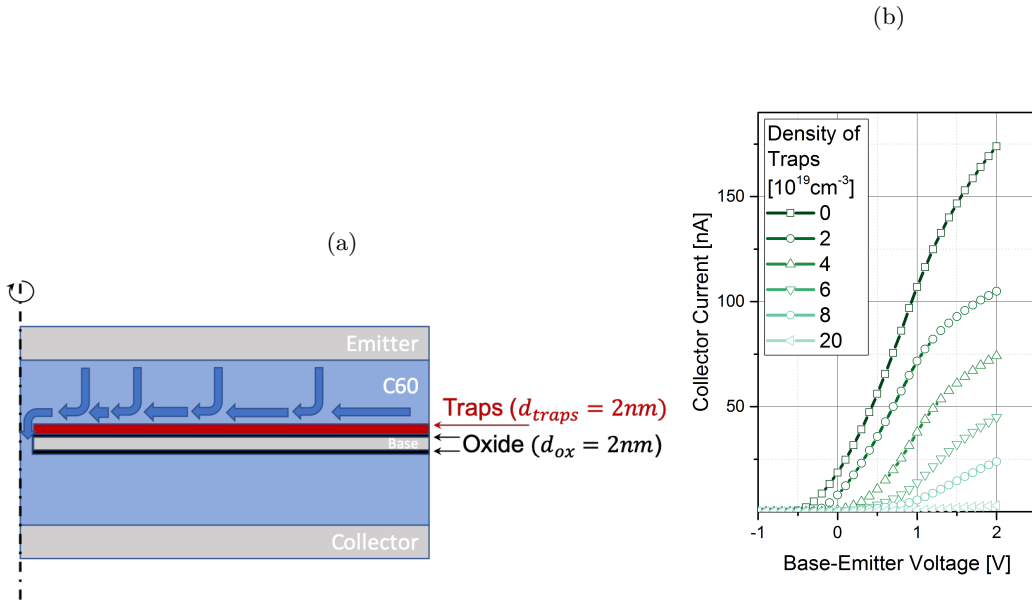 (b)
(a)
Emitter
C60
Traps (d_traps = 2nm)
Base
Oxide (d_ox = 2nm)
Collector
Density of
Traps
[10^19cm^-3]
0
2
4
6
8
20
Collector Current [nA]
150
100
50
-1
0
1
2
Base-Emitter Voltage [V]